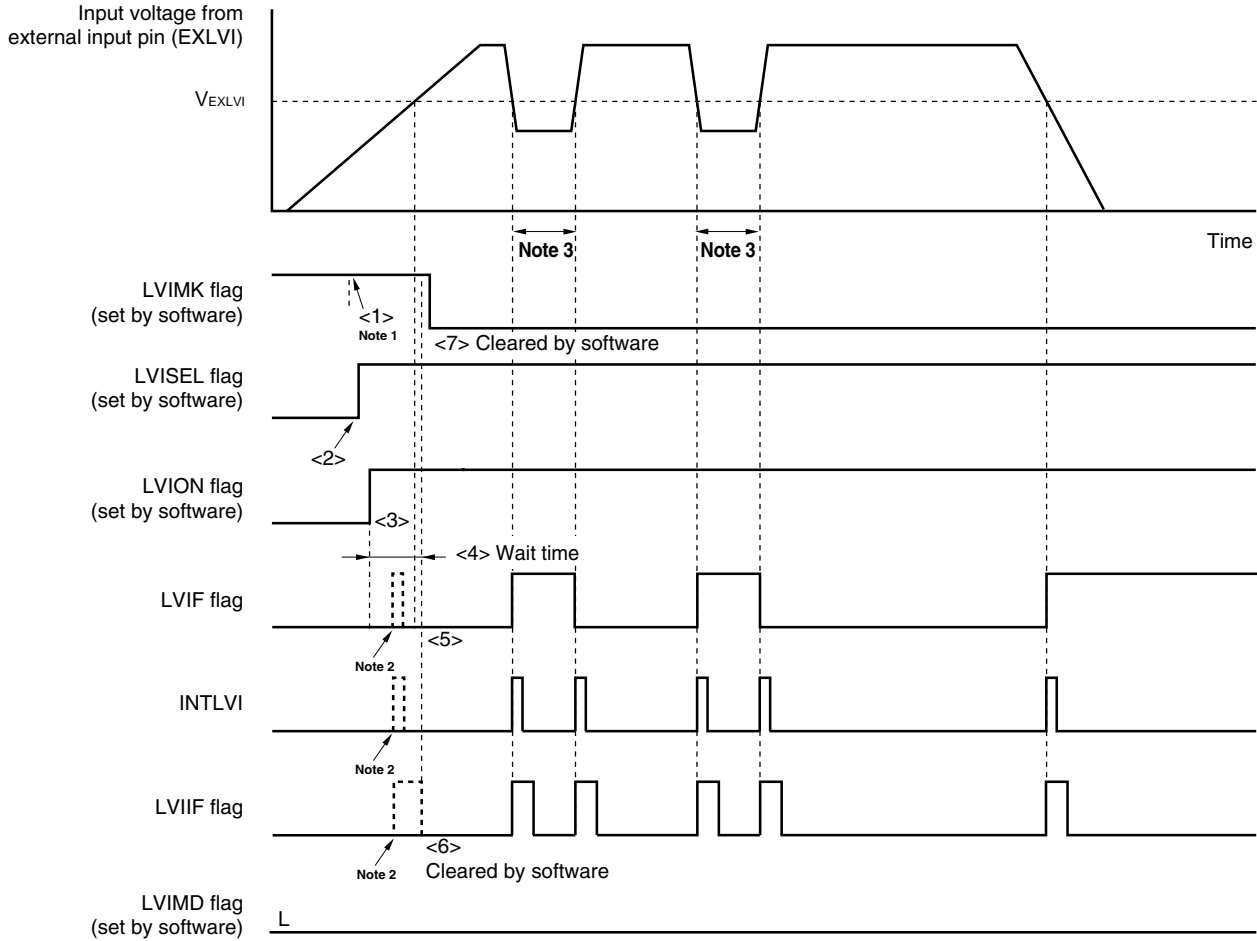 Input voltage from
external input pin (EXLVI)
VEXLVI
Time
Note 3
Note 3
LVIMK flag
(set by software)
<1>
Note 1
<7> Cleared by software
LVISEL flag
(set by software)
<2>
LVION flag
(set by software)
<3>
<4> Wait time
LVIF flag
<5>
Note 2
INTLVI
Note 2
LVIIF flag
<6>
Note 2
Cleared by software
LVIMD flag
(set by software)
L